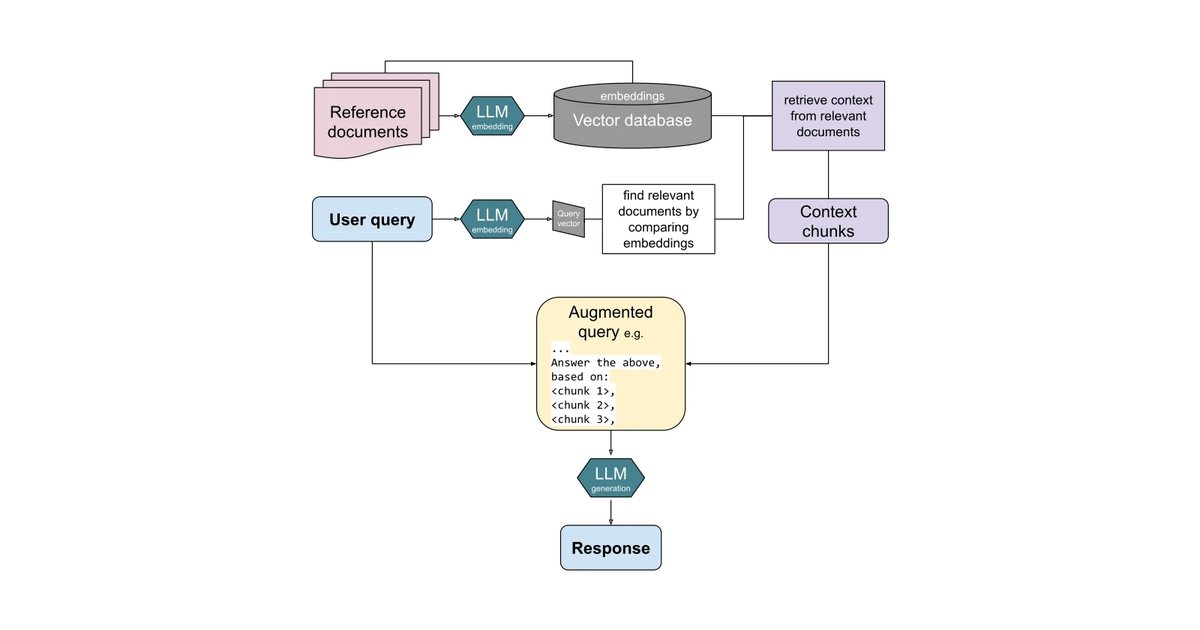 Reference
documents
LLM
embedding
embeddings
Vector database
retrieve context
from relevant
documents
User query
LLM
embedding
Query
vector
find relevant
documents by
comparing
embeddings
Context
chunks
Augmented
query e.g.
...
Answer the above,
based on:
<chunk 1>,
<chunk 2>,
<chunk 3>,
LLM
generation
Response